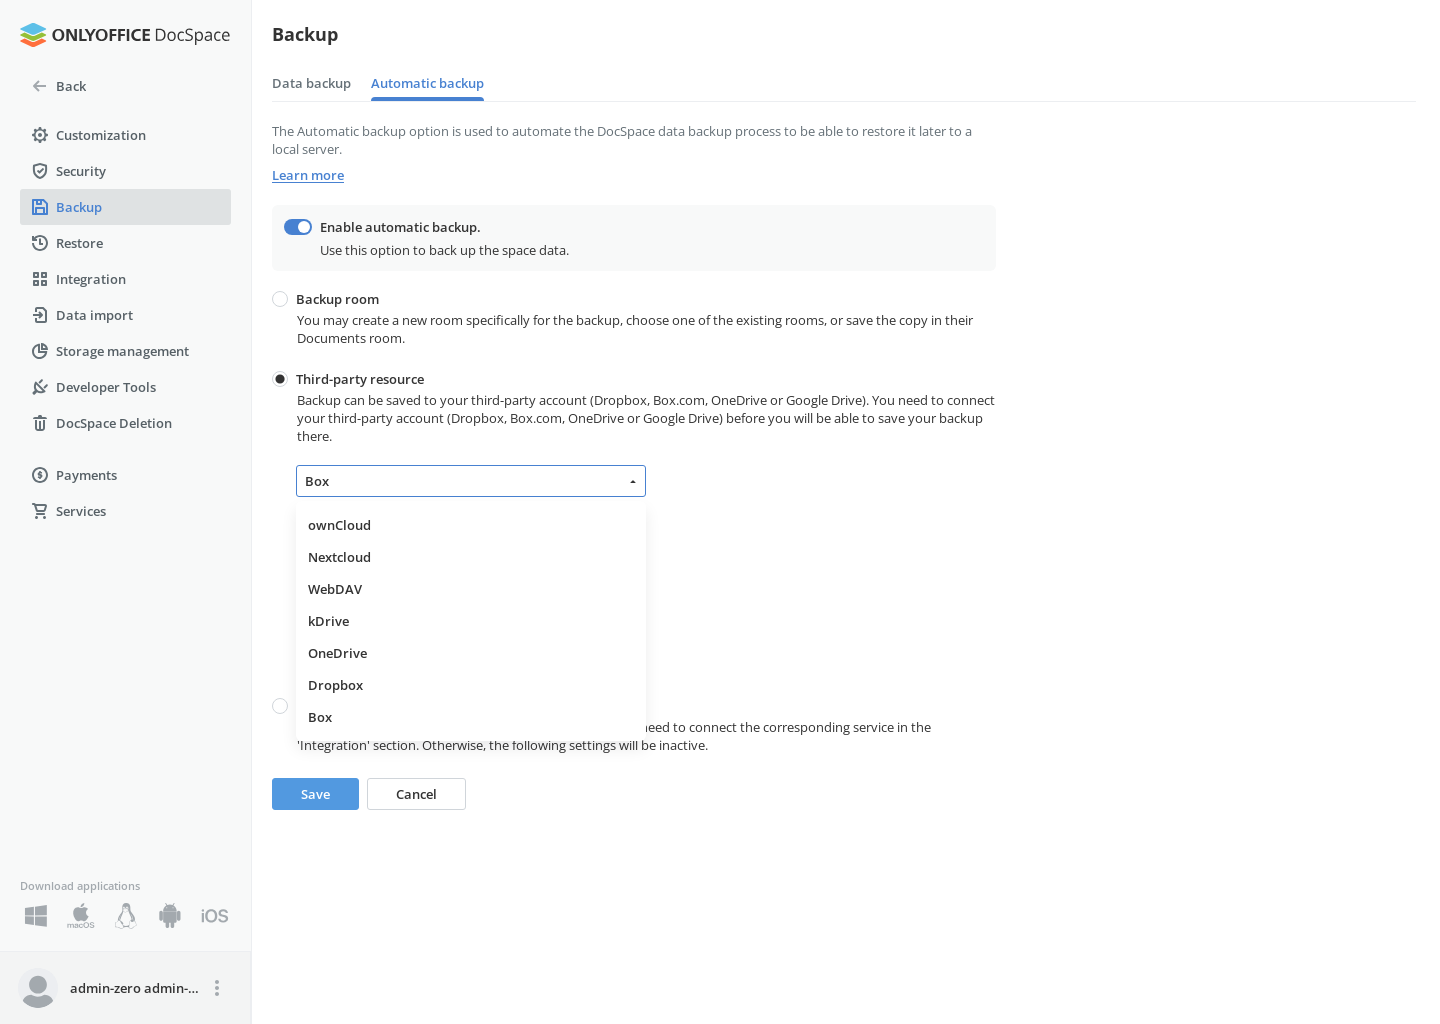 ONLYOFFICE DocSpace
Back
Customization
Security
Backup
Restore
Integration
Data import
Storage management
Developer Tools
DocSpace Deletion
Payments
Services
Download applications
macOS
iOS
admin-zero admin-...
Backup
Data backup
Automatic backup
The Automatic backup option is used to automate the DocSpace data backup process to be able to restore it later to a
local server.
Learn more
Enable automatic backup.
Use this option to back up the space data.
Backup room
You may create a new room specifically for the backup, choose one of the existing rooms, or save the copy in their
Documents room.
Third-party resource
Backup can be saved to your third-party account (Dropbox, Box.com, OneDrive or Google Drive). You need to connect
your third-party account (Dropbox, Box.com, OneDrive or Google Drive) before you will be able to save your backup
there.
Box
ownCloud
Nextcloud
WebDAV
kDrive
OneDrive
Dropbox
Box
need to connect the corresponding service in the
'Integration' section. Otherwise, the following settings will be inactive.
Save
Cancel